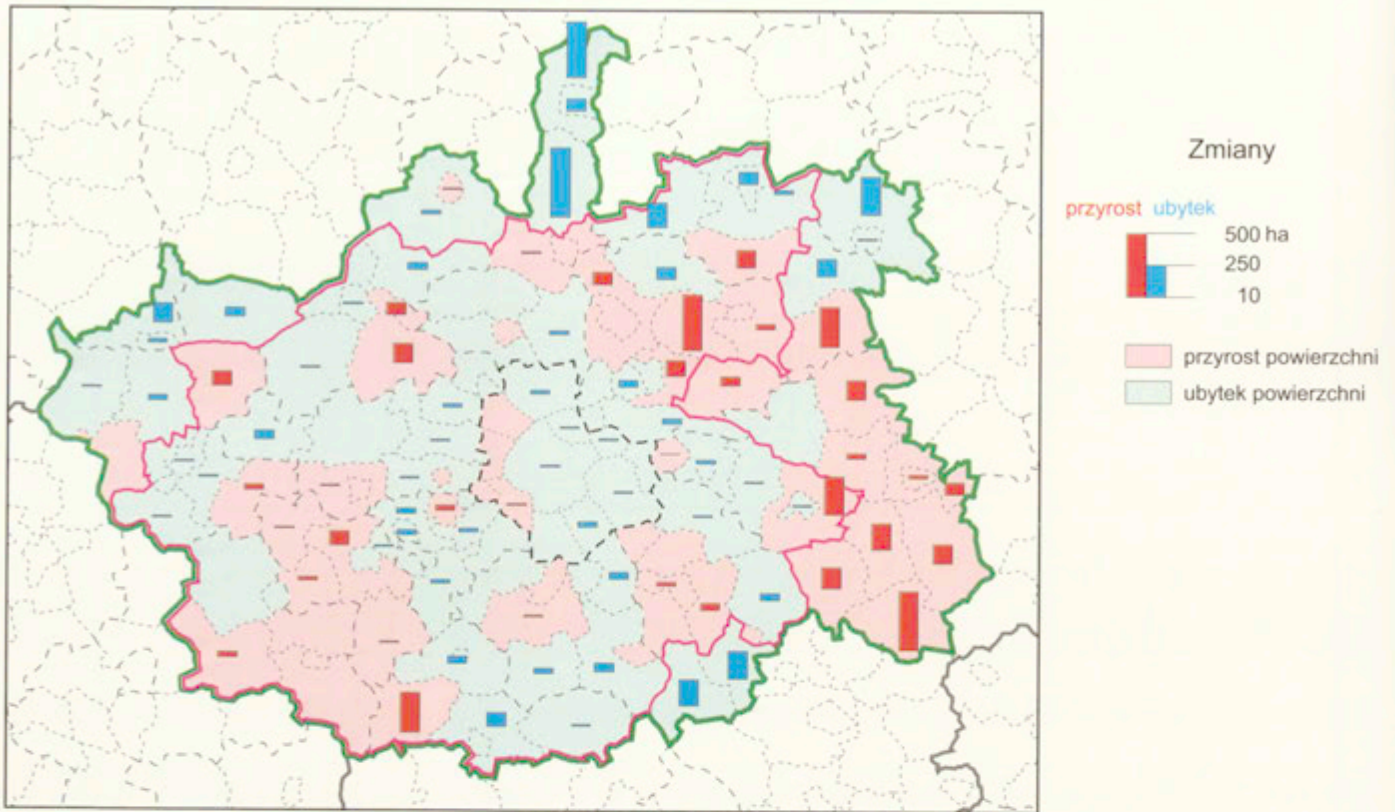 Zmiany
przyrost ubytek
500 ha
250
10
przyrost powierzchni
ubytek powierzchni